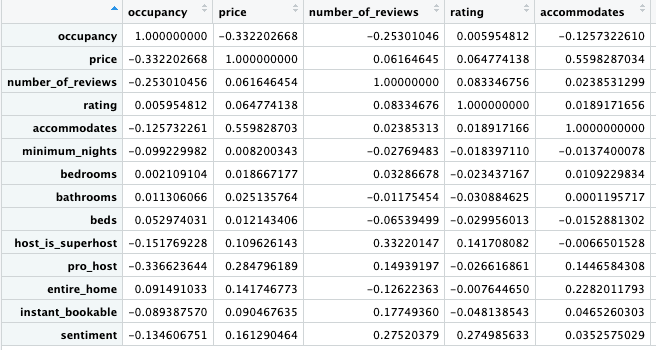 occupancy price number_of_reviews rating accommodates
occupancy 1.000000000 −0.332202668 −0.25301046 0.005954812 −0.1257322610
price −0.332202668 1.000000000 0.06164645 0.064774138 0.5598287034
number_of_reviews −0.253010456 0.061646454 1.00000000 0.083346756 0.0238531299
rating 0.005954812 0.064774138 0.08334676 1.000000000 0.0189171656
accommodates −0.125732261 0.559828703 0.02385313 0.018917166 1.0000000000
minimum_nights −0.099229982 0.008200343 −0.02769483 −0.018397110 −0.0137400078
bedrooms 0.002109104 0.018667177 0.03286678 −0.023437167 0.0109229834
bathrooms 0.011306066 0.025135764 −0.01175454 −0.030884625 0.0001195717
beds 0.052974031 0.012143406 −0.06539499 −0.029956013 −0.0152881302
host_is_superhost −0.151769228 0.109626143 0.33220147 0.141708082 −0.0066501528
pro_host −0.336623644 0.284796189 0.14939197 −0.026616861 0.1446584308
entire_home 0.091491033 0.141746773 −0.12622363 −0.007644650 0.2282011793
instant_bookable −0.089387570 0.090467635 0.17749360 −0.048138543 0.0465260303
sentiment −0.134606751 0.161290464 0.27520379 0.274985633 0.0352575029